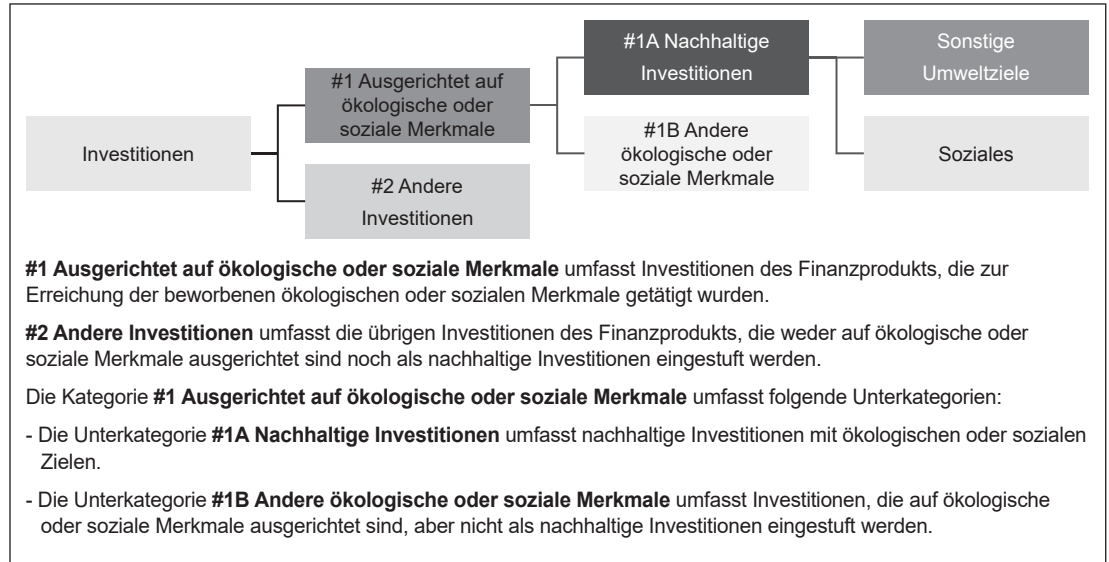 #1A Nachhaltige
Investitionen
Sonstige
Umweltziele
#1 Ausgerichtet auf
ökologische oder
soziale Merkmale
#1B Andere
ökologische oder
soziale Merkmale
Investitionen
Soziales
#2 Andere
Investitionen
#1 Ausgerichtet auf ökologische oder soziale Merkmale umfasst Investitionen des Finanzprodukts, die zur
Erreichung der beworbenen ökologischen oder sozialen Merkmale getätigt wurden.
#2 Andere Investitionen umfasst die übrigen Investitionen des Finanzprodukts, die weder auf ökologische oder
soziale Merkmale ausgerichtet sind noch als nachhaltige Investitionen eingestuft werden.
Die Kategorie #1 Ausgerichtet auf ökologische oder soziale Merkmale umfasst folgende Unterkategorien:
- Die Unterkategorie #1A Nachhaltige Investitionen umfasst nachhaltige Investitionen mit ökologischen oder sozialen
Zielen.
- Die Unterkategorie #1B Andere ökologische oder soziale Merkmale umfasst Investitionen, die auf ökologische
oder soziale Merkmale ausgerichtet sind, aber nicht als nachhaltige Investitionen eingestuft werden.